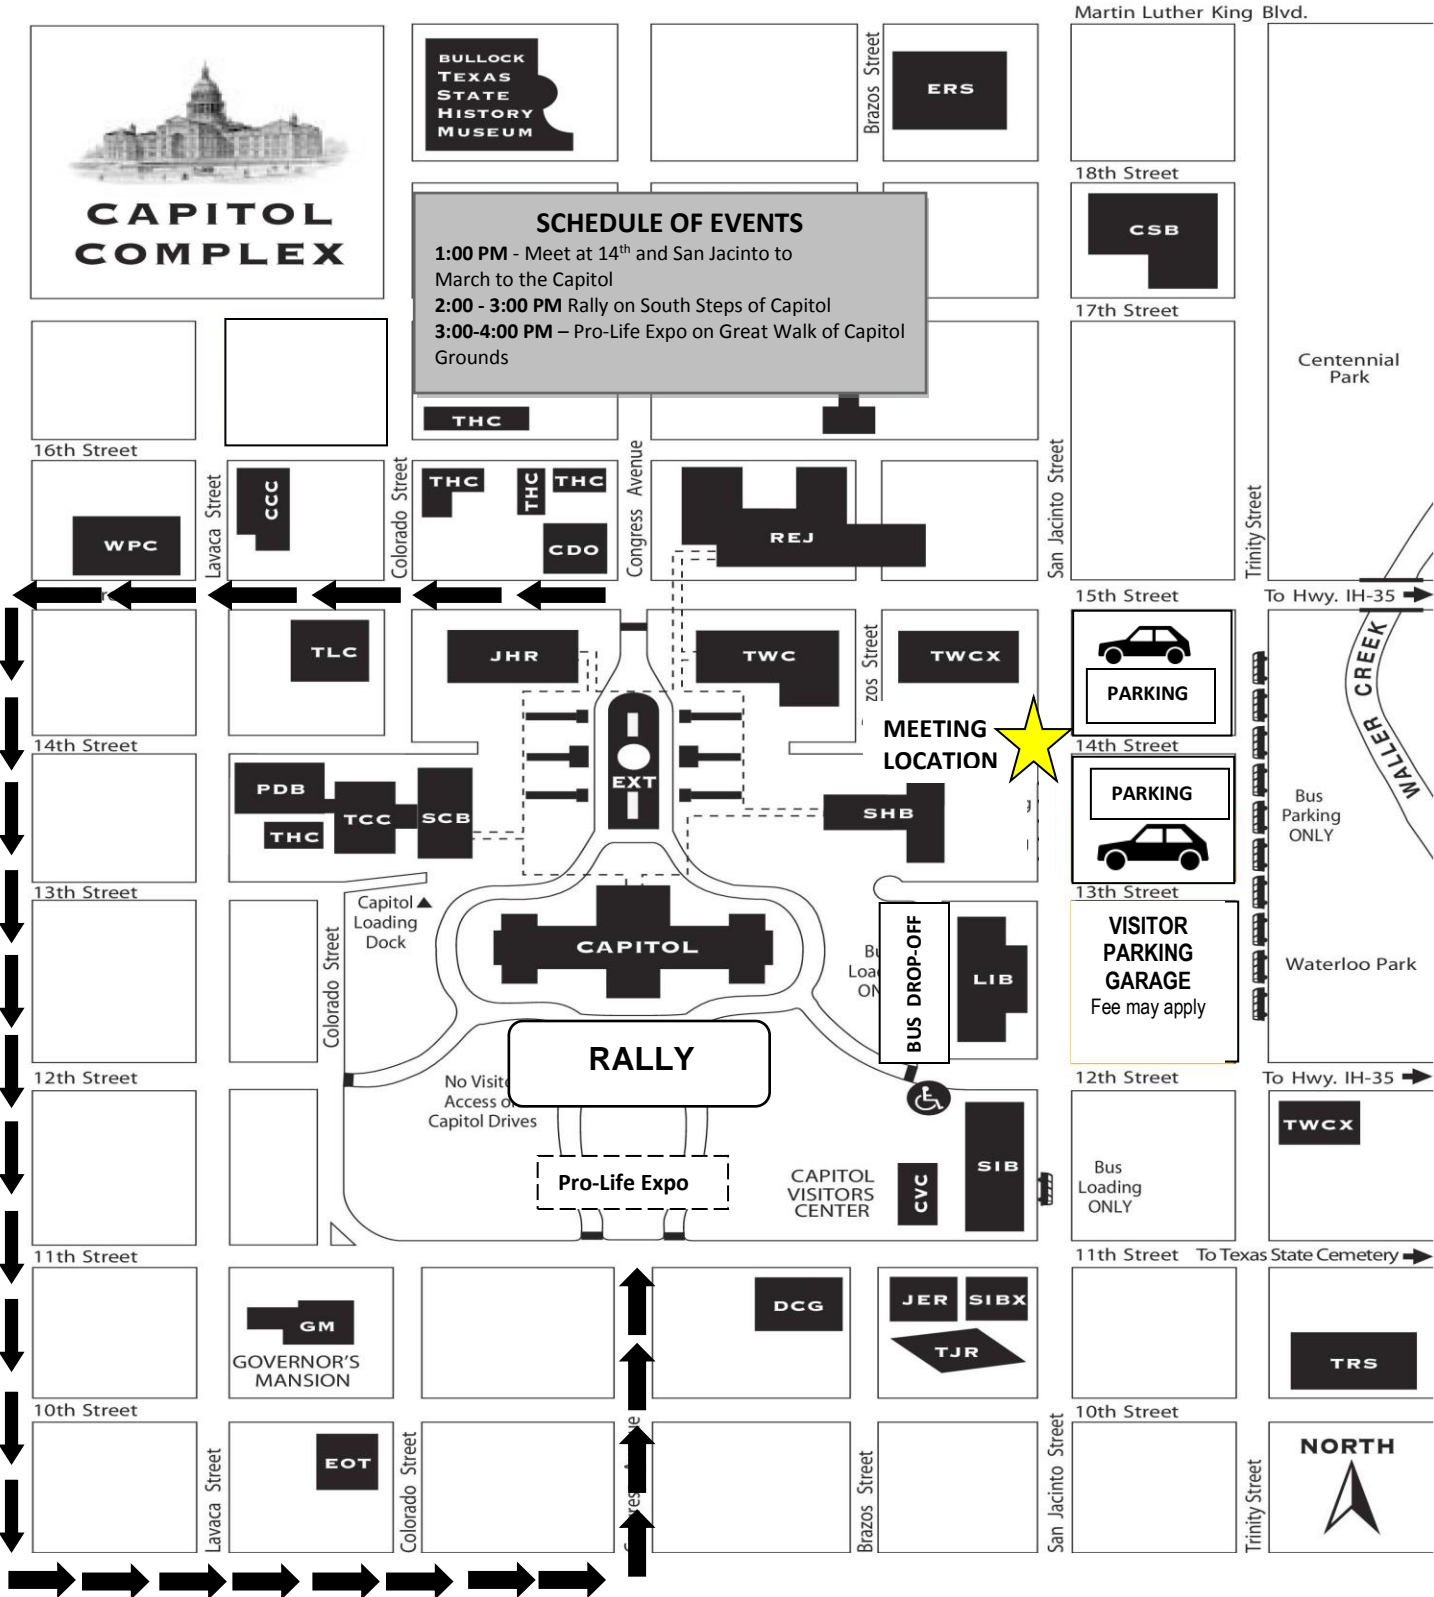 Martin Luther King Blvd.
CAPITOL
COMPLEX
BULLOCK
TEXAS
STATE
HISTORY
MUSEUM
Brazos Street
ERS
18th Street
CSB
SCHEDULE OF EVENTS
1:00 PM - Meet at 14th and San Jacinto to
March to the Capitol
2:00 - 3:00 PM Rally on South Steps of Capitol
3:00-4:00 PM – Pro-Life Expo on Great Walk of Capitol
Grounds
17th Street
Centennial
Park
THC
16th Street
WPC
Lavaca Street
CCC
Colorado Street
THC
THC
THC
CDO
Congress Avenue
REJ
San Jacinto Street
Trinity Street
15th Street
To Hwy. IH-35
TLC
JHR
TWC
Street
TWCX
PARKING
WALLER CREEK
MEETING
LOCATION
14th Street
14th Street
EXT
PDB
TCC
SCB
THC
SHB
PARKING
Bus
Parking
ONLY
13th Street
13th Street
Capitol
Loading
Dock
Colorado Street
CAPITOL
BUS DROP-OFF
LIB
VISITOR
PARKING
GARAGE
Fee may apply
Waterloo Park
RALLY
12th Street
12th Street
To Hwy. IH-35
No
Access
Capitol Drives
TWCX
Pro-Life Expo
CAPITOL
VISITORS
CENTER
CVC
SIB
Bus
Loading
ONLY
11th Street
11th Street
To Texas State Cemetery
GM
GOVERNOR'S
MANSION
DCG
JER
SIBX
TJR
TRS
10th Street
10th Street
Lavaca Street
EOT
Colorado Street
Brazos Street
San Jacinto Street
Trinity Street
NORTH